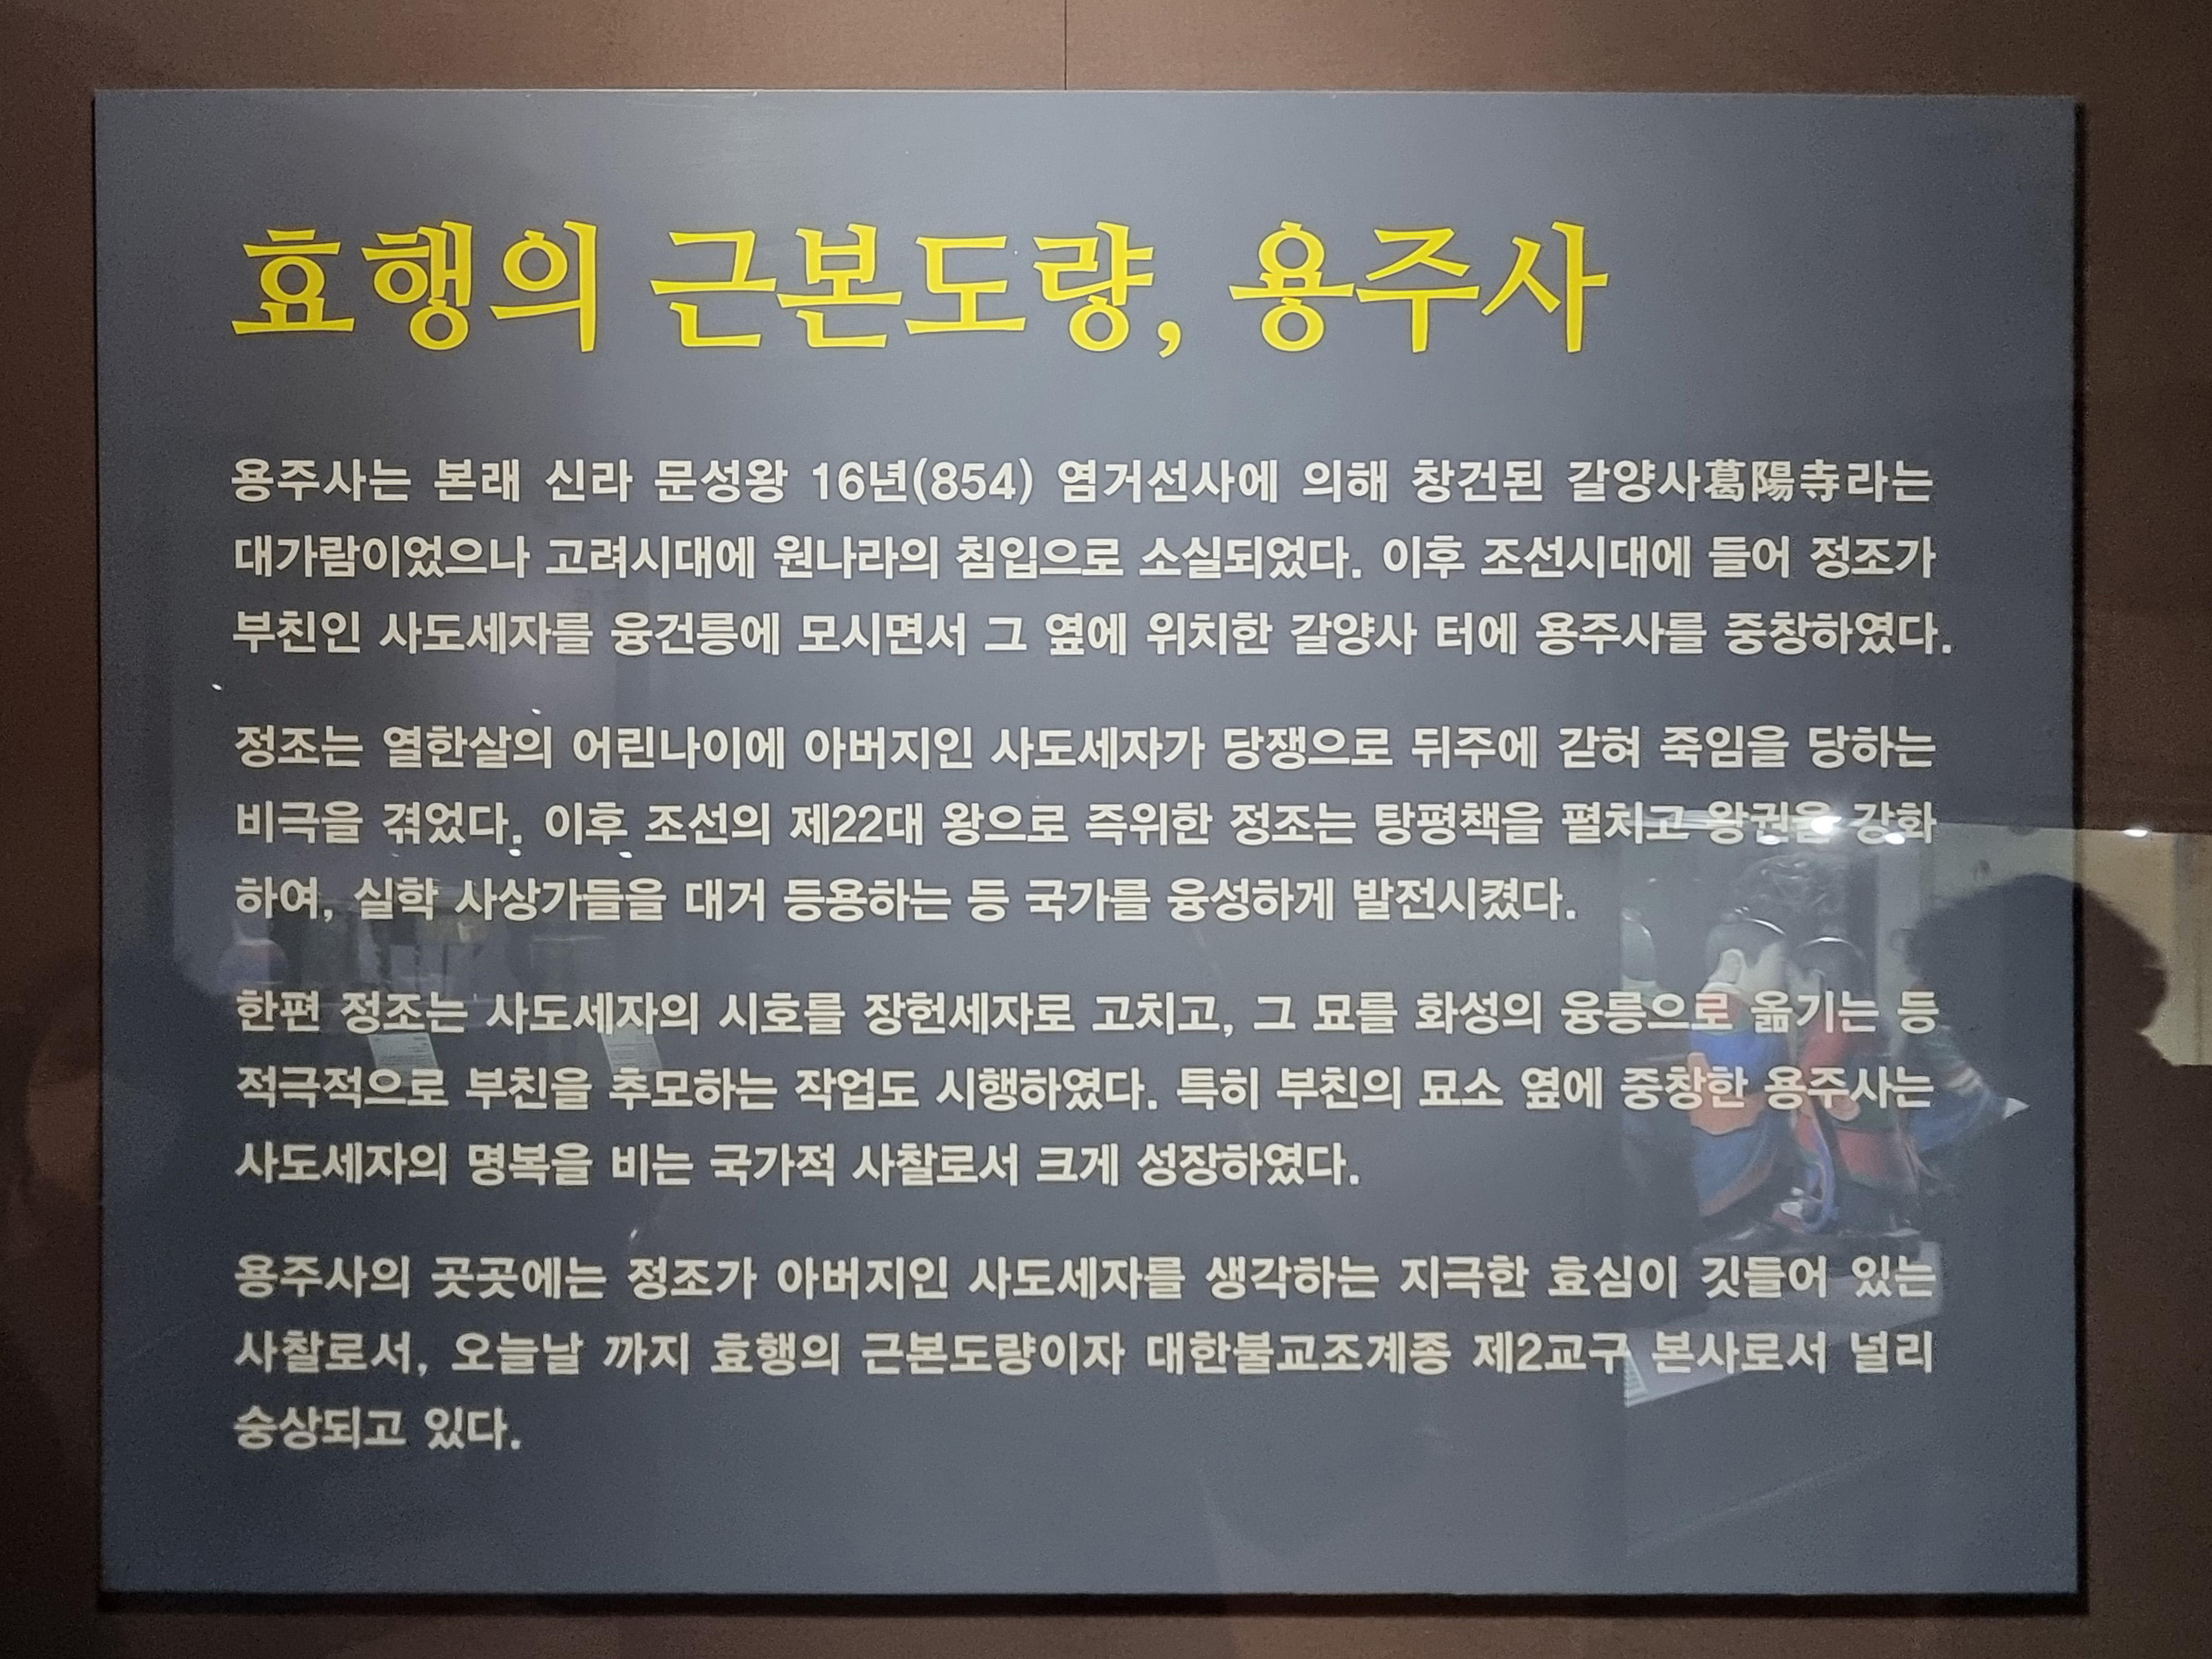 효행의 근본도량, 용주사
용주사는 본래 신라 문성왕 16년(854) 염거선사에 의해 창건된 갈양사葛陽寺라는
대가람이었으나 고려시대에 원나라의 침입으로 소실되었다. 이후 조선시대에 들어 정조가
부친인 사도세자를 융건릉에 모시면서 그 옆에 위치한 갈양사 터에 용주사를 중창하였다.
정조는 열한살의 어린나이에 아버지인 사도세자가 당쟁으로 뒤주에 갇혀 죽임을 당하는
비극을 겪었다. 이후 조선의 제22대 왕으로 즉위한 정조는 탕평책을 펼치고 왕권을 강화
하여, 실학 사상가들을 대거 등용하는 등 국가를 융성하게 발전시켰다.
한편 정조는 사도세자의 시호를 장헌세자로 고치고, 그 묘를 화성의 융릉으로 옮기는 등
적극적으로 부친을 추모하는 작업도 시행하였다. 특히 부친의 묘소 옆에 중창한 용주사는
사도세자의 명복을 비는 국가적 사찰로서 크게 성장하였다.
용주사의 곳곳에는 정조가 아버지인 사도세자를 생각하는 지극한 효심이 깃들어 있는
사찰로서, 오늘날 까지 효행의 근본도량이자 대한불교조계종 제2교구 본사로서 널리
숭상되고 있다.